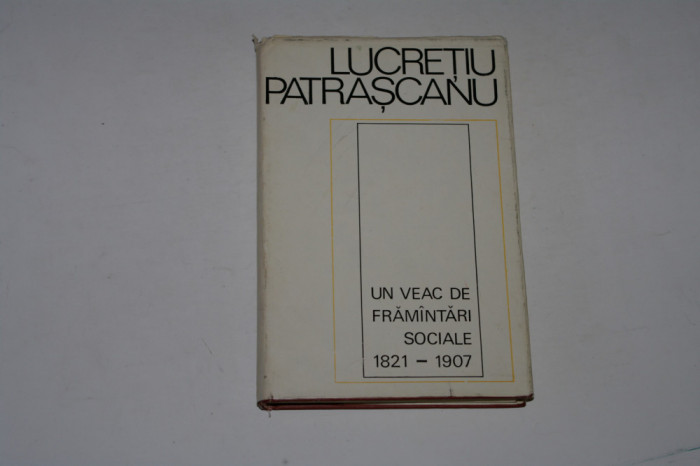 LUCREȚIU
PATRAȘCANU
UN VEAC DE
FRĂMÎNTĂRI
SOCIALE
1821 – 1907